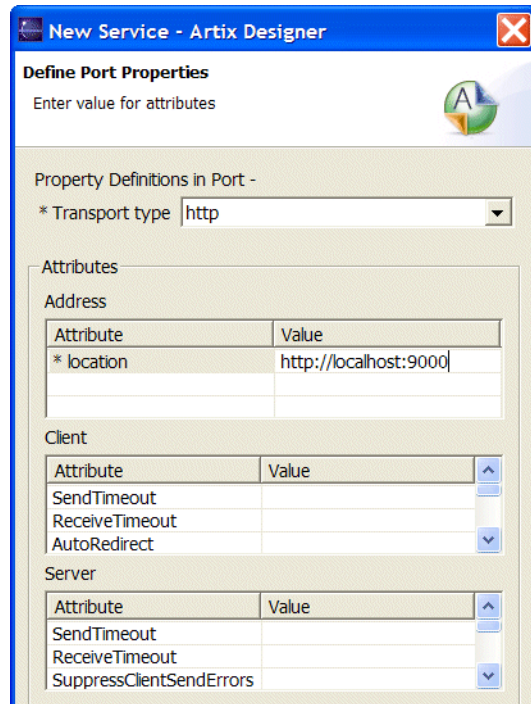 New Service - Artix Designer
Define Port Properties
Enter value for attributes
A
Property Definitions in Port -
* Transport type http
Attributes
Address
Attribute Value
* location http://localhost:9000
Client
Attribute Value
SendTimeout
ReceiveTimeout
AutoRedirect
Server
Attribute Value
SendTimeout
ReceiveTimeout
SuppressClientSendErrors